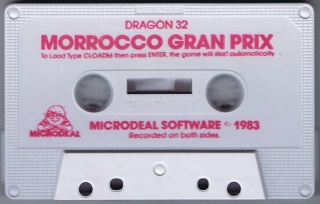 DRAGON 32
MORROCCO GRAN PRIX
To Load Type CLOADM then press ENTER, the game will start automatically
MICRODEAL
MICRODEAL SOFTWARE © 1983
Recorded on both sides.